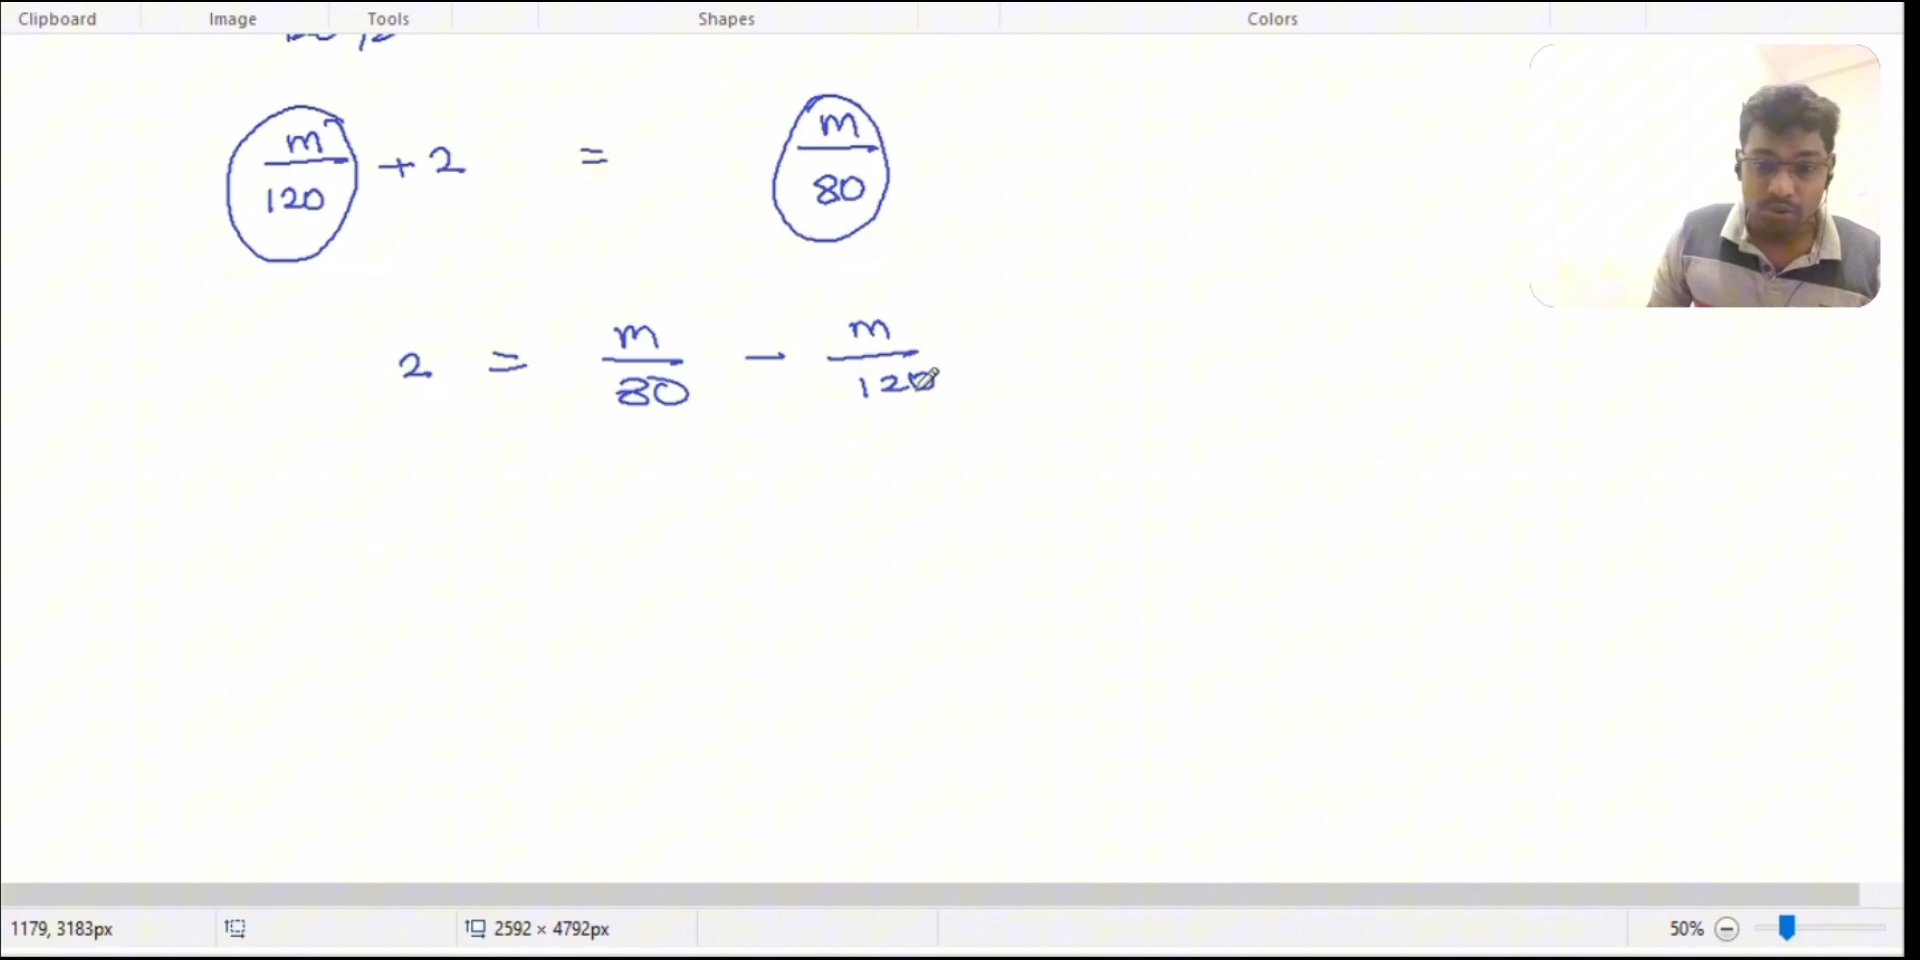 Clipboard Image Tools Shapes Colors
m/120 + 2 = m/80
2 = m/80 - m/120
1179, 3183px 2592 × 4792px 50%